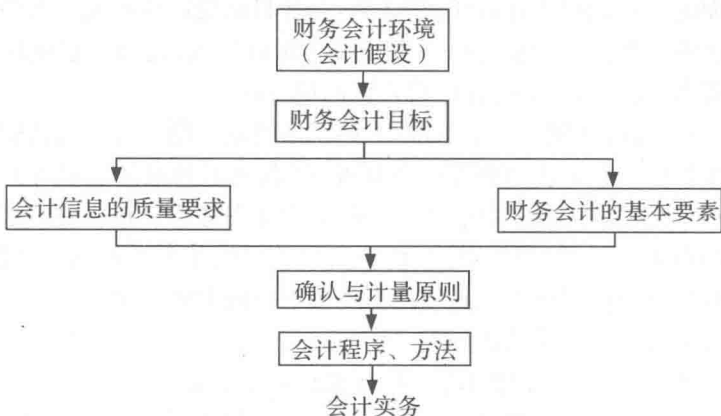 财务会计环境
（会计假设）
财务会计目标
会计信息的质量要求
财务会计的基本要素
确认与计量原则
会计程序、方法
会计实务